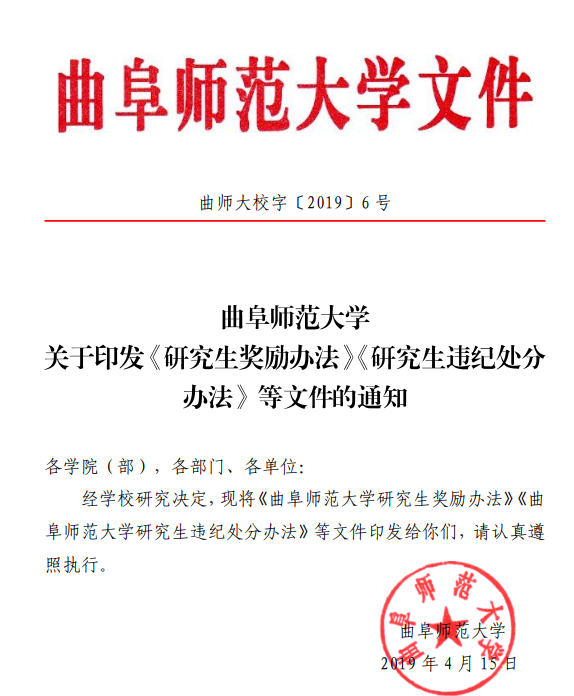 曲阜师范大学文件
曲师大校字〔2019〕6号
曲阜师范大学
关于印发《研究生奖励办法》《研究生违纪处分
办法》等文件的通知
各学院（部），各部门、各单位：
经学校研究决定，现将《曲阜师范大学研究生奖励办法》《曲
阜师范大学研究生违纪处分办法》等文件印发给你们，请认真遵
照执行。
曲阜师范大学
曲阜师范大学
2019年4月15日